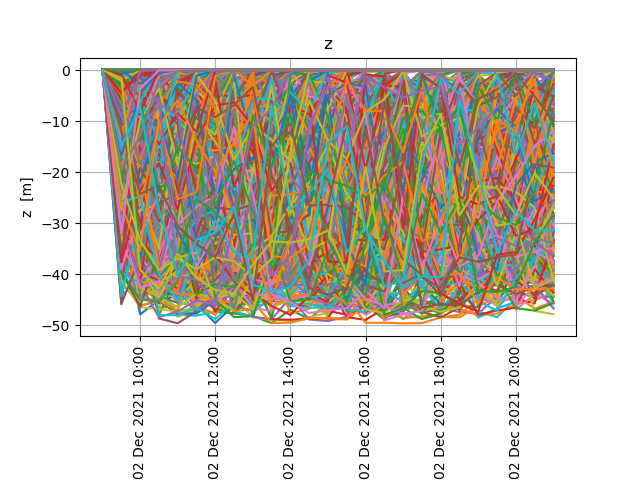 z
0
−10
−20
−30
−40
−50
z [m]
02 Dec 2021 10:00
02 Dec 2021 12:00
02 Dec 2021 14:00
02 Dec 2021 16:00
02 Dec 2021 18:00
02 Dec 2021 20:00